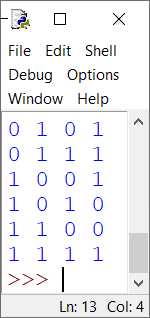 File Edit Shell
Debug Options
Window Help
0 1 0 1
0 1 1 1
1 0 0 1
1 0 1 0
1 1 0 0
1 1 1 1
>>>
Ln: 13 Col: 4